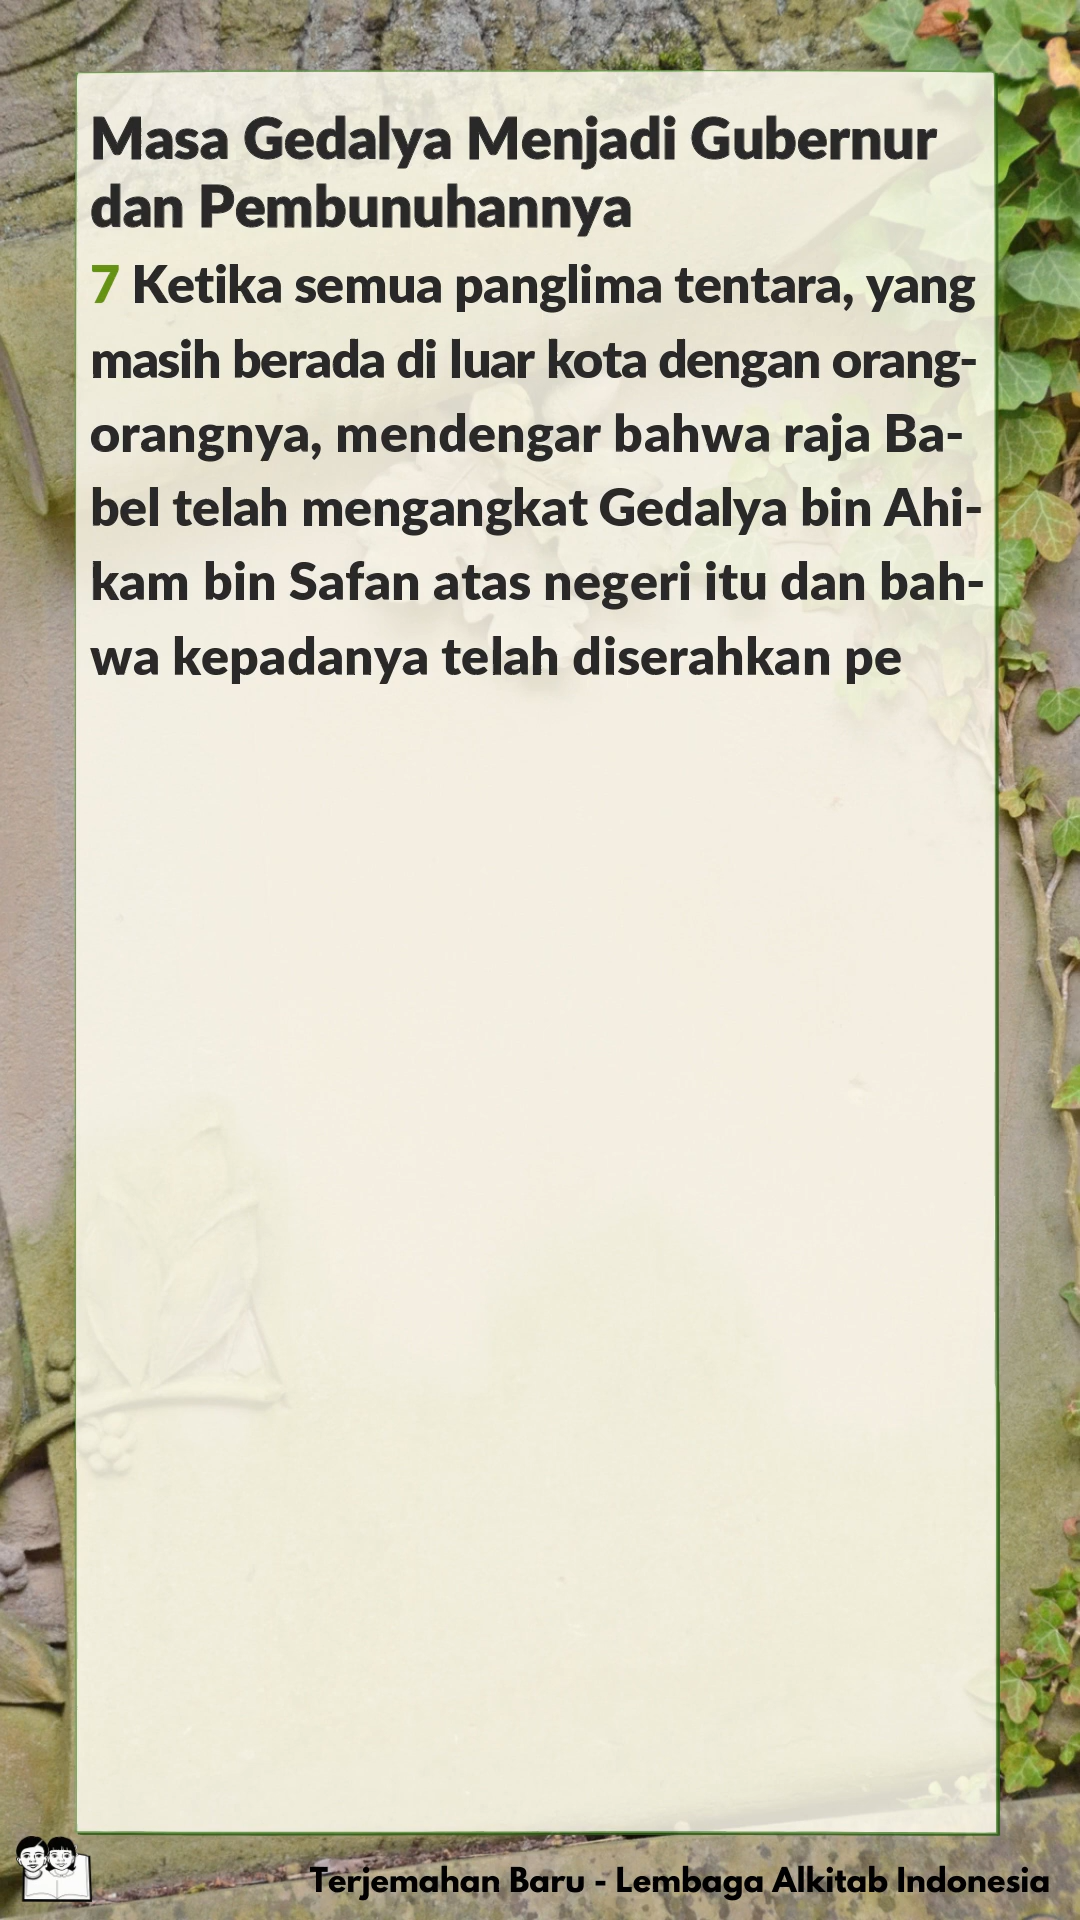 Masa Gedalya Menjadi Gubernur
dan Pembunuhannya
7 Ketika semua panglima tentara, yang
masih berada di luar kota dengan orang-
orangnya, mendengar bahwa raja Ba-
bel telah mengangkat Gedalya bin Ahi-
kam bin Safan atas negeri itu dan bah-
wa kepadanya telah diserahkan pe
Terjemahan Baru - Lembaga Alkitab Indonesia